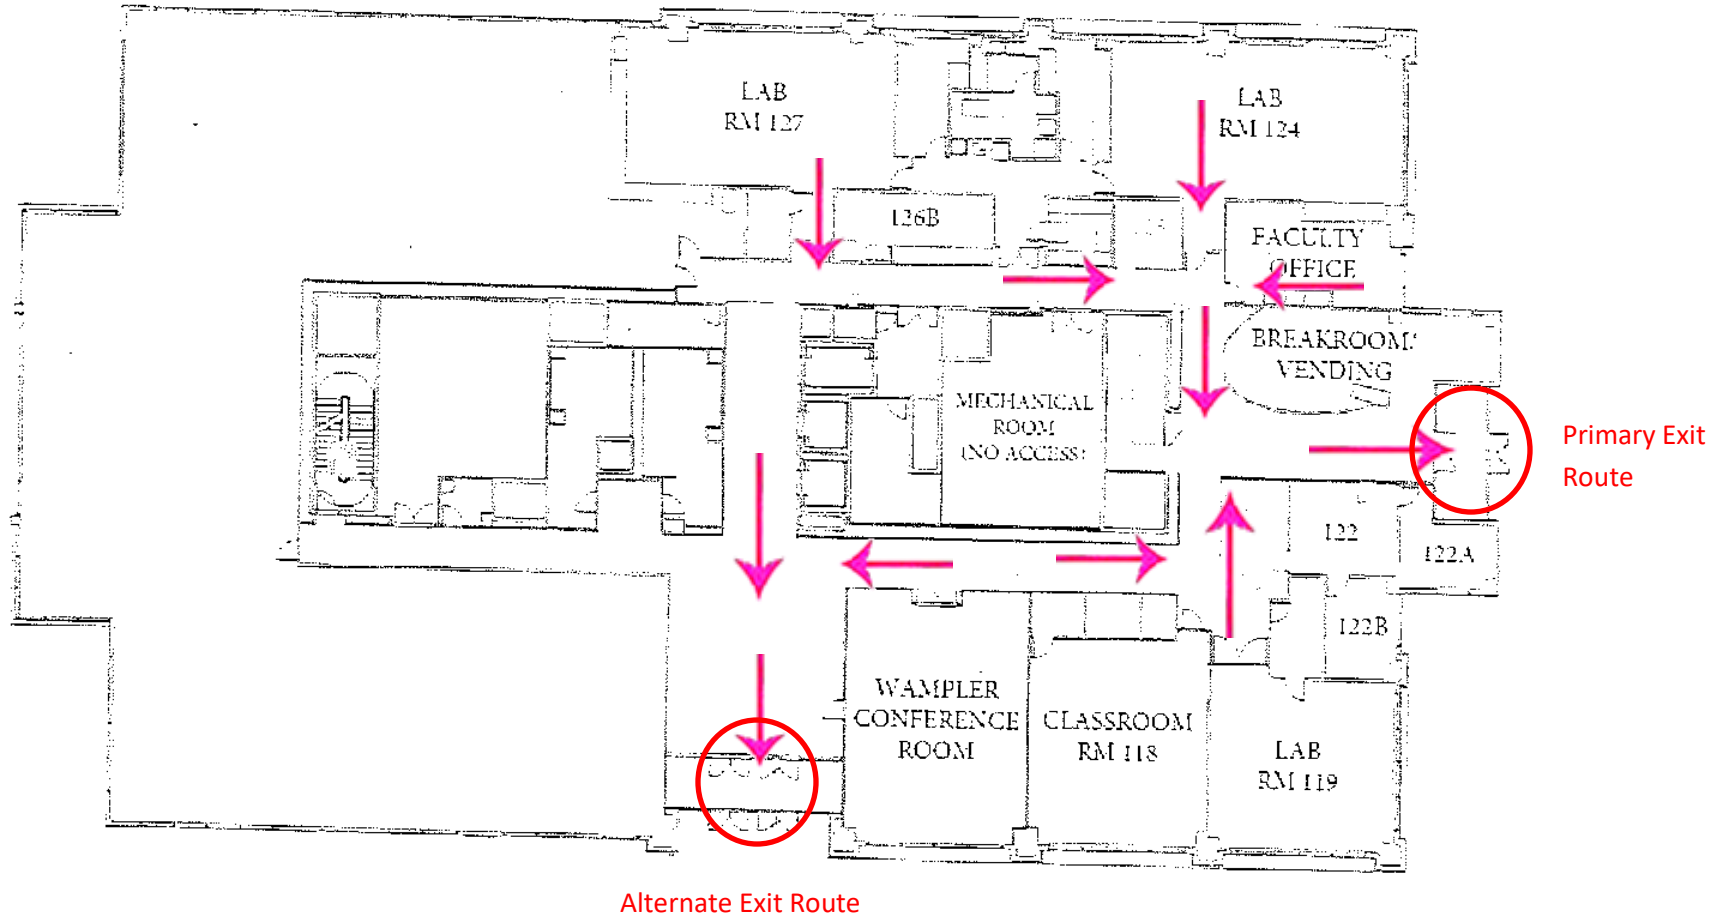 LAB
RM 127
LAB
RM 124
126B
FACULTY
OFFICE
BREAKROOM/
VENDING
MECHANICAL
ROOM
(NO ACCESS)
Primary Exit
Route
122
122A
122B
WAMPLER
CONFERENCE
ROOM
CLASSROOM
RM 118
LAB
RM 119
Alternate Exit Route